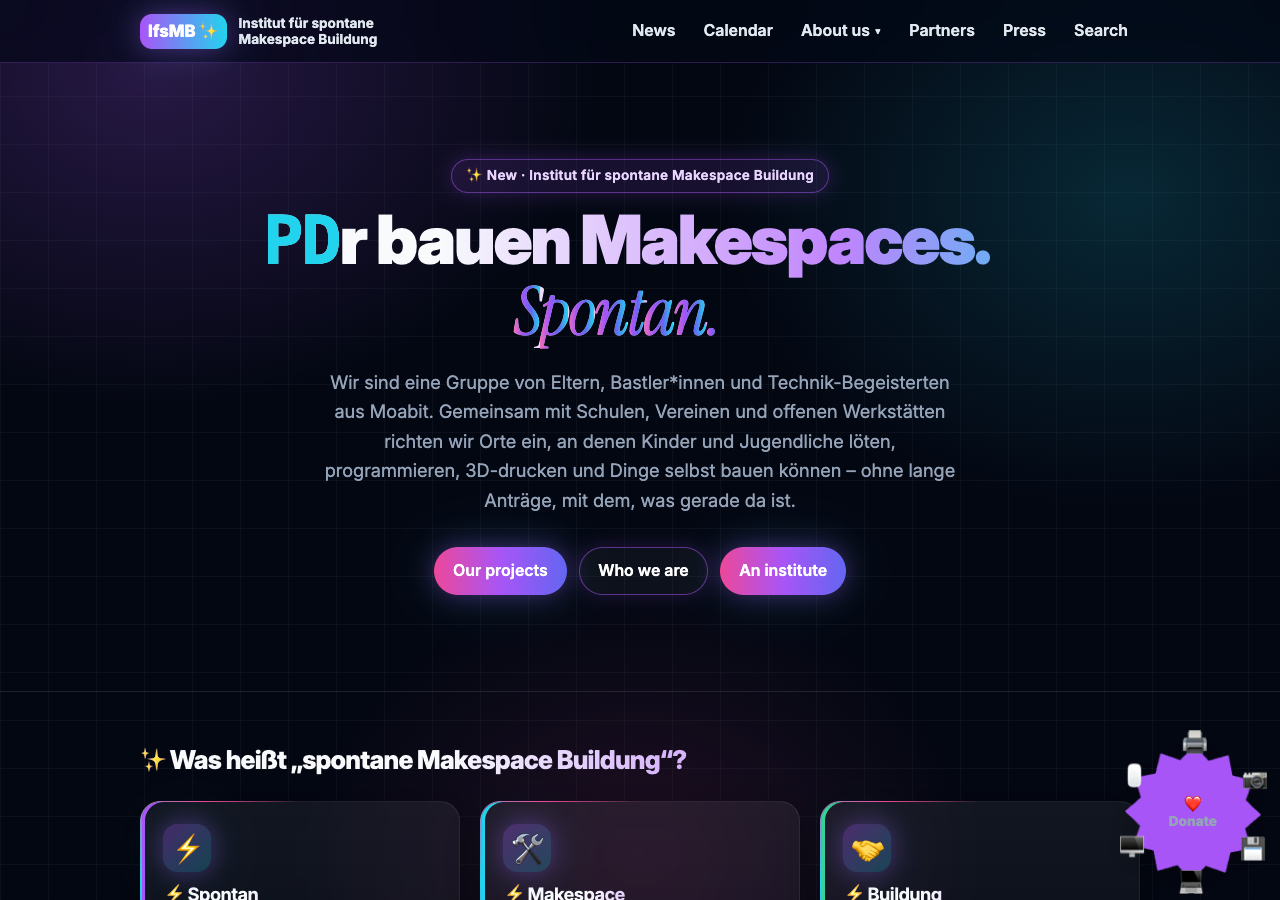 IfsMB ✨ Institut für spontane
Makespace Buildung
News Calendar About us ▾ Partners Press Search
✨ New · Institut für spontane Makespace Buildung
PDr bauen Makespaces.
Spontan.
Wir sind eine Gruppe von Eltern, Bastler*innen und Technik-Begeisterten
aus Moabit. Gemeinsam mit Schulen, Vereinen und offenen Werkstätten
richten wir Orte ein, an denen Kinder und Jugendliche löten,
programmieren, 3D-drucken und Dinge selbst bauen können – ohne lange
Anträge, mit dem, was gerade da ist.
Our projects Who we are An institute
✨ Was heißt „spontane Makespace Buildung“?
❤️
Donate
⚡ Spontan ⚡ Makespace ⚡ Buildung